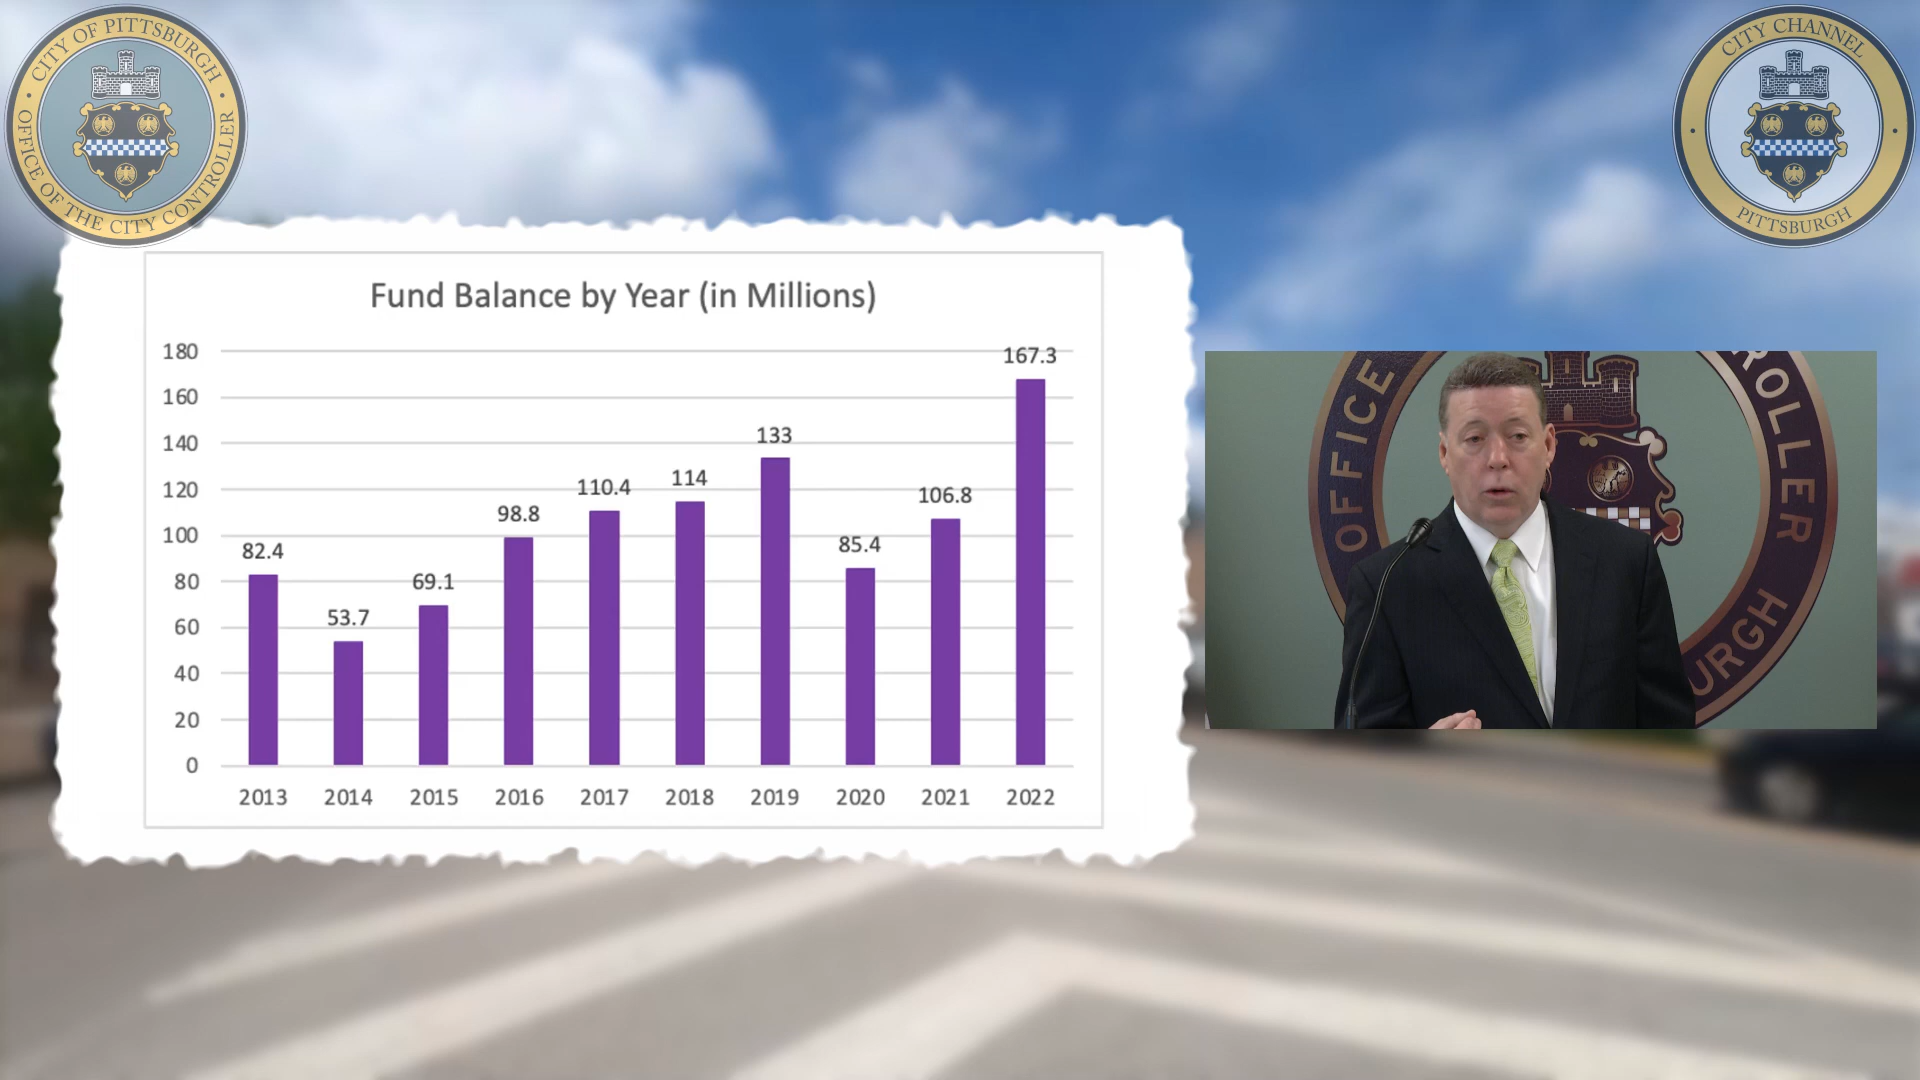 CITY OF PITTSBURGH
OFFICE OF THE CITY CONTROLLER
CITY CHANNEL
PITTSBURGH
Fund Balance by Year (in Millions)
180
160
140
120
100
80
60
40
20
0
82.4
53.7
69.1
98.8
110.4
114
133
85.4
106.8
167.3
2013 2014 2015 2016 2017 2018 2019 2020 2021 2022
OFFICE
ROLLER
URGH